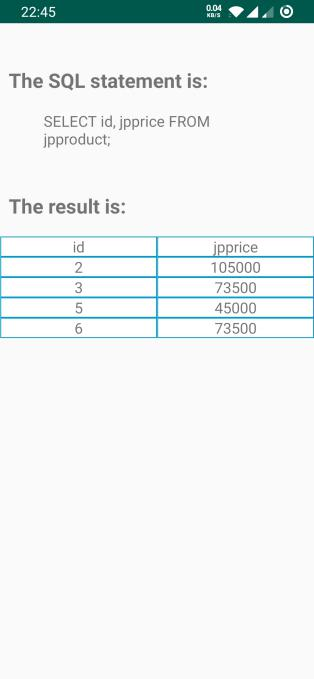 22:45
0.04
KB/S
The SQL statement is:
SELECT id, jpprice FROM
jpproduct;
The result is:
id jpprice
2 105000
3 73500
5 45000
6 73500